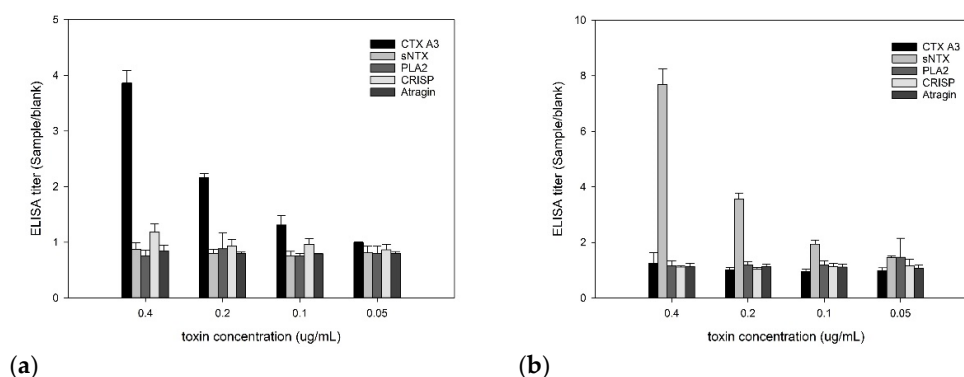 5
4
3
2
1
0
ELISA titer (Sample/blank)
CTX A3
sNTX
PLA2
CRISP
Atragin
0.4 0.2 0.1 0.05
toxin concentration (ug/mL)
(a)
10
8
6
4
2
0
ELISA titer (Sample/blank)
CTX A3
sNTX
PLA2
CRISP
Atragin
0.4 0.2 0.1 0.05
toxin concentration (ug/mL)
(b)